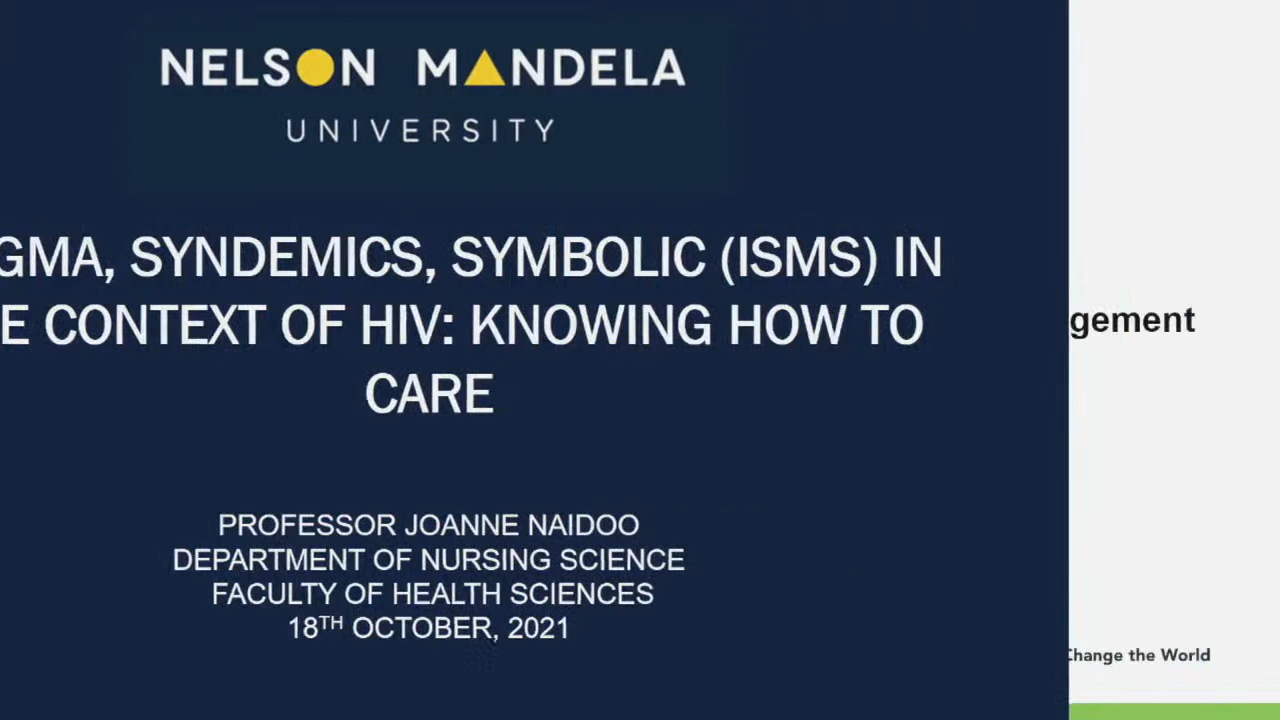 NELSON MANDELA
UNIVERSITY
GMA, SYNDEMICS, SYMBOLIC (ISMS) IN
E CONTEXT OF HIV: KNOWING HOW TO
CARE
gement
PROFESSOR JOANNE NAIDOO
DEPARTMENT OF NURSING SCIENCE
FACULTY OF HEALTH SCIENCES
18TH OCTOBER, 2021
Change the World